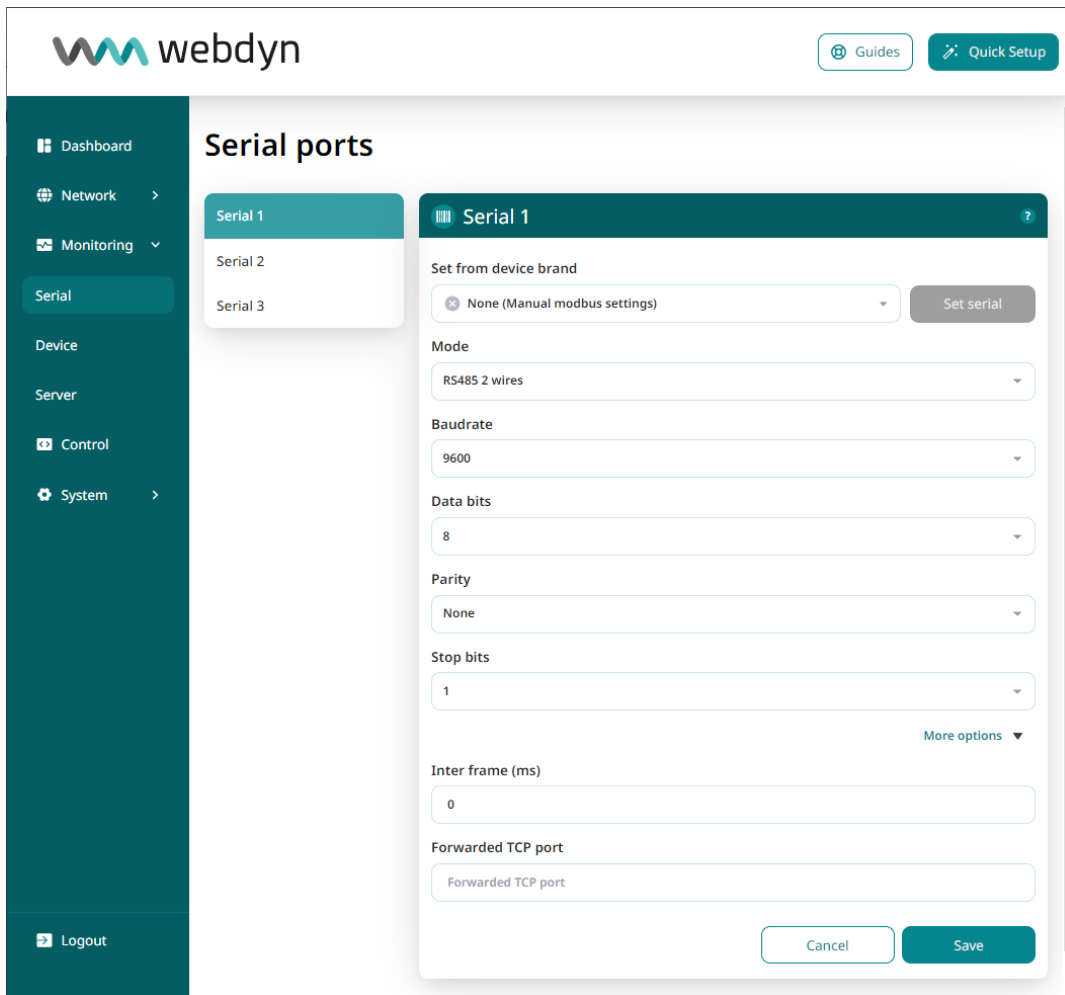 webdyn
Guides
Quick Setup
Dashboard
Network
Monitoring
Serial
Device
Server
Control
System
Logout
Serial ports
Serial 1
Serial 2
Serial 3
Serial 1
?
Set from device brand
None (Manual modbus settings)
Set serial
Mode
RS485 2 wires
Baudrate
9600
Data bits
8
Parity
None
Stop bits
1
More options
Inter frame (ms)
0
Forwarded TCP port
Forwarded TCP port
Cancel
Save